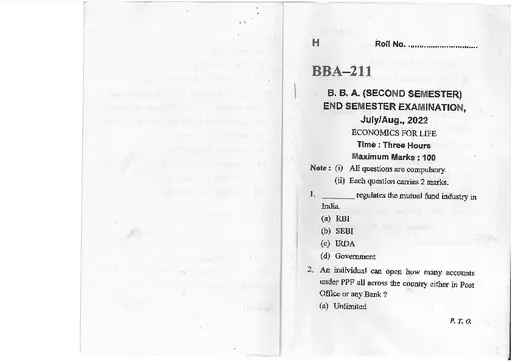 H Roll No. ..............................
BBA–211
B. B. A. (SECOND SEMESTER)
END SEMESTER EXAMINATION,
July/Aug., 2022
ECONOMICS FOR LIFE
Time : Three Hours
Maximum Marks : 100
Note : (i) All questions are compulsory.
(ii) Each question carries 2 marks.
1. ________ regulates the mutual fund industry in
India.
(a) RBI
(b) SEBI
(c) IRDA
(d) Government
2. An individual can open how many accounts
under PPF all across the country either in Post
Office or any Bank ?
(a) Unlimited
P. T. O.